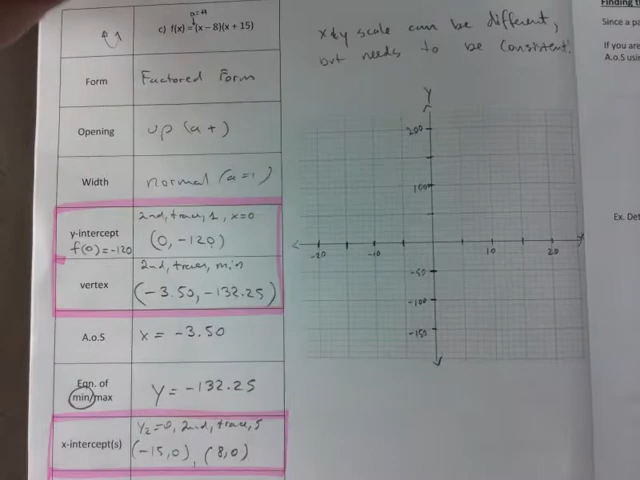 a=#
c) f(x) = (x − 8)(x + 15)
x & y scale can be different,
but needs to be consistent!
Form
Factored Form
Opening
up (a +)
Width
normal (a=1)
y-intercept
f(0) = -120
2nd, trace, 1, x=0
(0, -120)
vertex
2nd, trace, min
(-3.50, -132.25)
A.o.S
x = -3.50
Eqn. of
min/max
y = -132.25
x-intercept(s)
Y2=0, 2nd, trace, 5
(-15,0), (8,0)
Y
200
100
-20 -10 10 20
-50
-100
-150
Finding t
Since a pa
If you are
A.o.S usin
Ex. Det